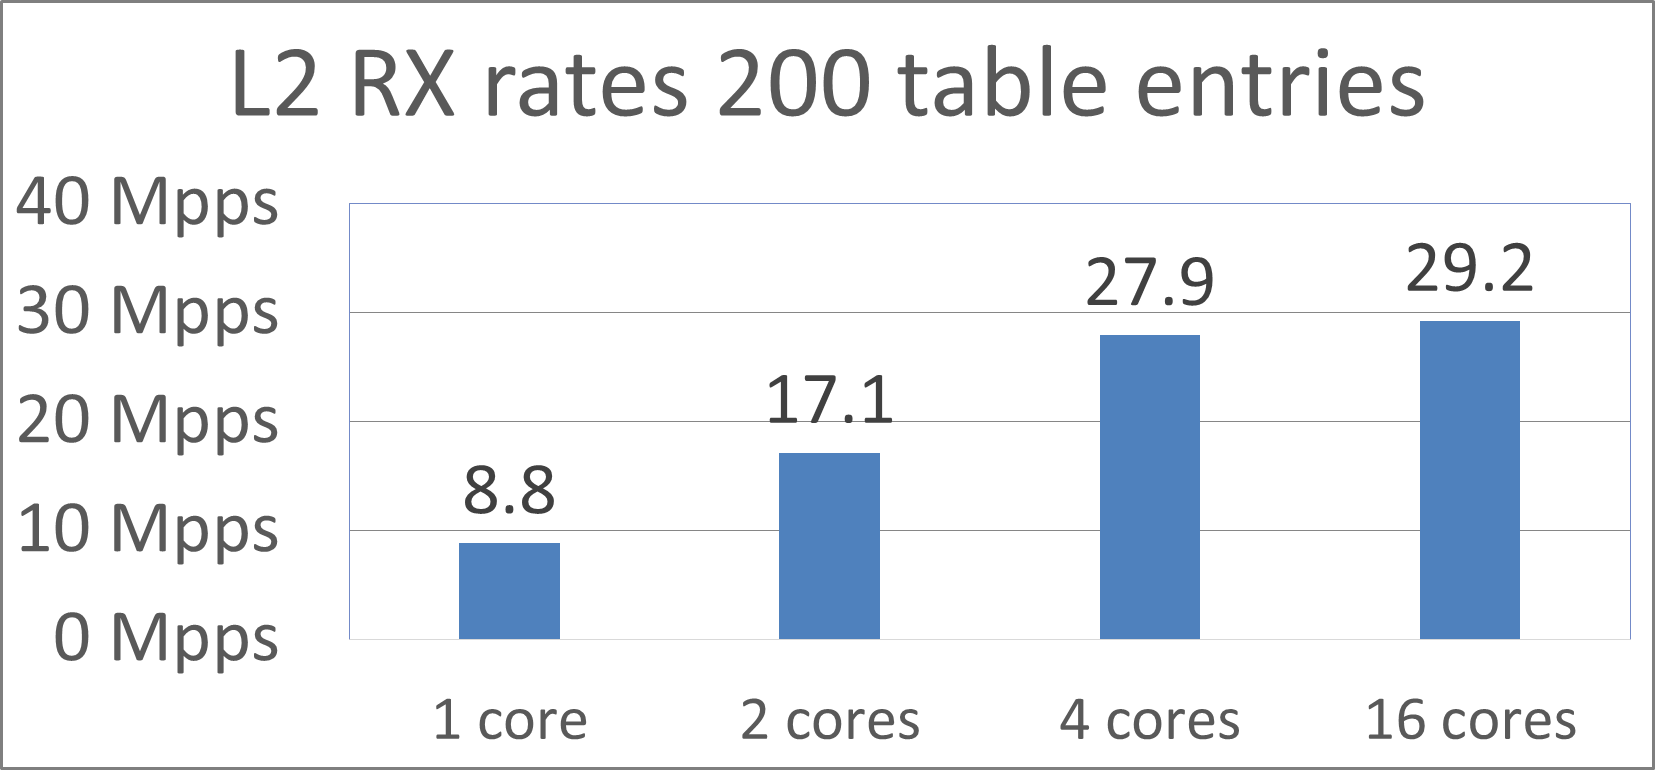 L2 RX rates 200 table entries
40 Mpps
30 Mpps
20 Mpps
10 Mpps
0 Mpps
8.8
17.1
27.9
29.2
1 core
2 cores
4 cores
16 cores